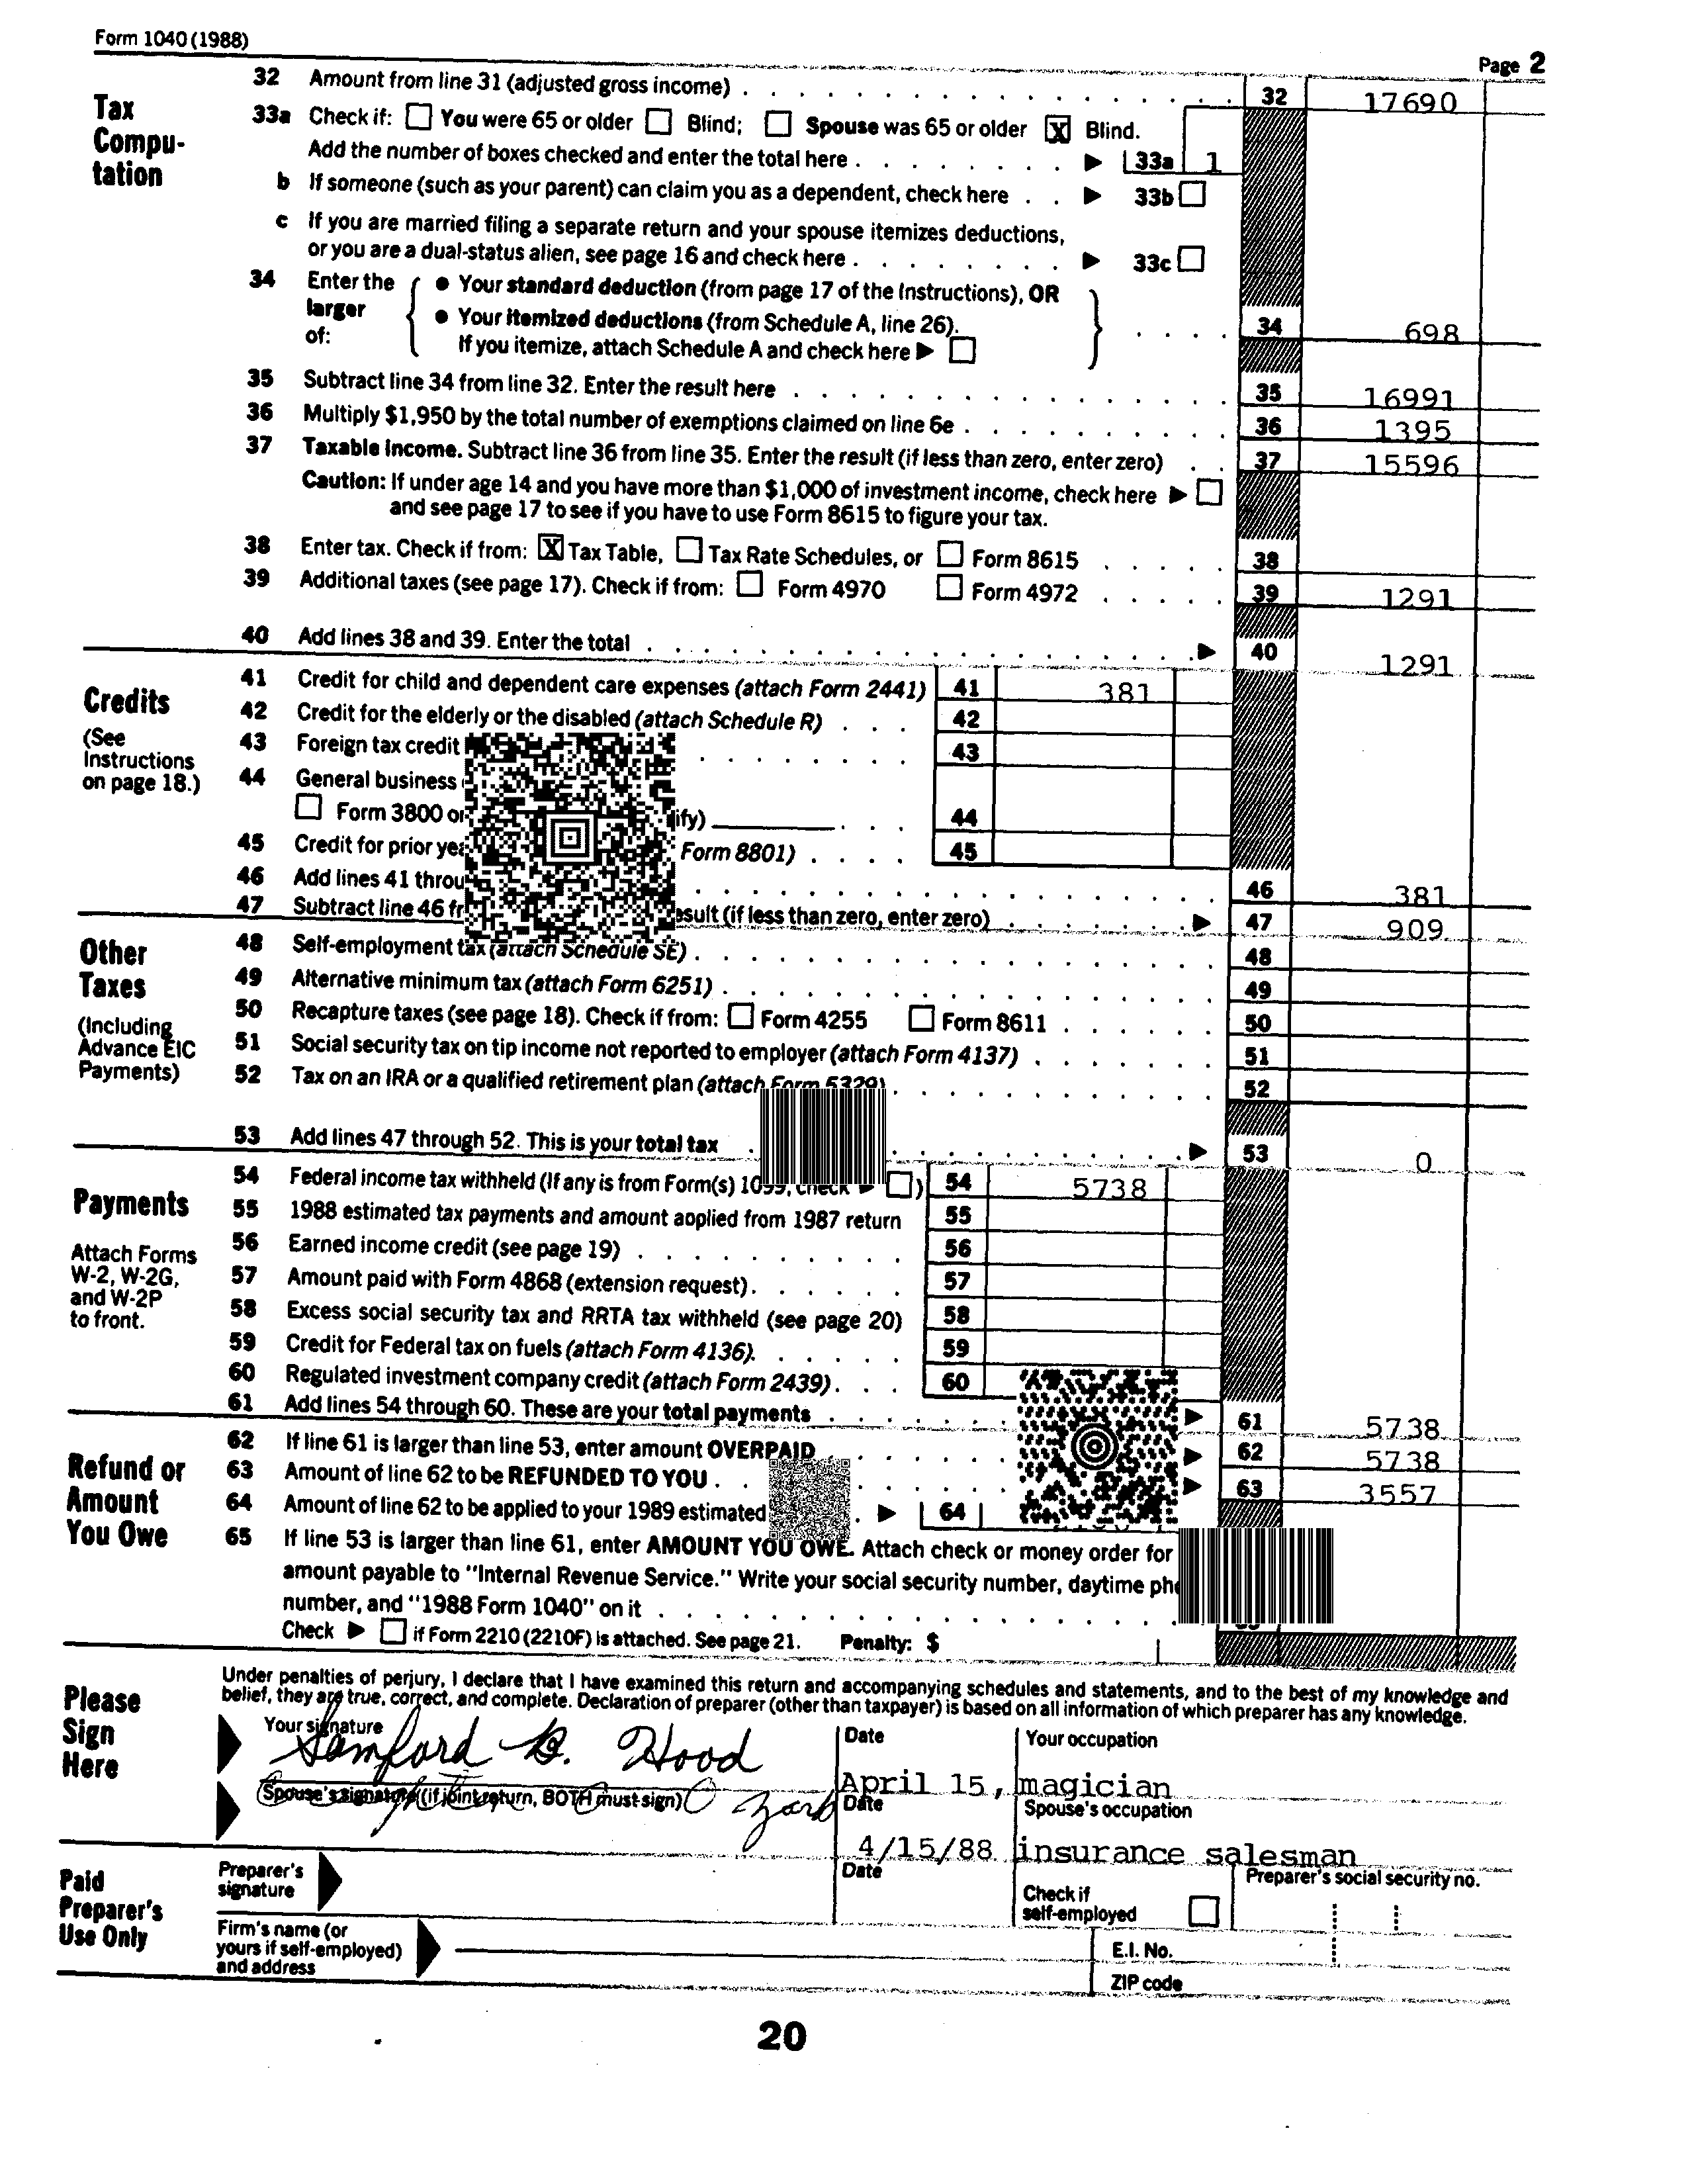 Form 1040 (1988)
Page 2
Tax Compu-tation
32 Amount from line 31 (adjusted gross income) 32 17690
33a Check if: You were 65 or older Blind; Spouse was 65 or older X Blind.
Add the number of boxes checked and enter the total here 33a 1
b If someone (such as your parent) can claim you as a dependent, check here 33b
c If you are married filing a separate return and your spouse itemizes deductions,
or you are a dual-status alien, see page 16 and check here 33c
34 Enter the larger of:
• Your standard deduction (from page 17 of the Instructions), OR
• Your itemized deductions (from Schedule A, line 26).
If you itemize, attach Schedule A and check here
34 698
35 Subtract line 34 from line 32. Enter the result here 35 16991
36 Multiply $1,950 by the total number of exemptions claimed on line 6e 36 1395
37 Taxable income. Subtract line 36 from line 35. Enter the result (if less than zero, enter zero) 37 15596
Caution: If under age 14 and you have more than $1,000 of investment income, check here
and see page 17 to see if you have to use Form 8615 to figure your tax.
38 Enter tax. Check if from: X Tax Table, Tax Rate Schedules, or Form 8615 38
39 Additional taxes (see page 17). Check if from: Form 4970 Form 4972 39 1291
40 Add lines 38 and 39. Enter the total 40 1291
Credits
(See Instructions on page 18.)
41 Credit for child and dependent care expenses (attach Form 2441) 41 381
42 Credit for the elderly or the disabled (attach Schedule R) 42
43 Foreign tax credit 43
44 General business
Form 3800 or 44
45 Credit for prior Form 8801) 45
46 Add lines 41 46 381
47 Subtract line 46 (if less than zero, enter zero) 47 909
Other Taxes
(Including Advance EIC Payments)
48 Self-employment tax (attach Schedule SE) 48
49 Alternative minimum tax (attach Form 6251) 49
50 Recapture taxes (see page 18). Check if from: Form 4255 Form 8611 50
51 Social security tax on tip income not reported to employer (attach Form 4137) 51
52 Tax on an IRA or a qualified retirement plan (attach Form 5329) 52
53 Add lines 47 through 52. This is your total tax 53 0
Payments
Attach Forms W-2, W-2G, and W-2P to front.
54 Federal income tax withheld (If any is from Form(s) 1099, check ) 54 5738
55 1988 estimated tax payments and amount applied from 1987 return 55
56 Earned income credit (see page 19) 56
57 Amount paid with Form 4868 (extension request) 57
58 Excess social security tax and RRTA tax withheld (see page 20) 58
59 Credit for Federal tax on fuels (attach Form 4136) 59
60 Regulated investment company credit (attach Form 2439) 60
61 Add lines 54 through 60. These are your total payments 61 5738
Refund or Amount You Owe
62 If line 61 is larger than line 53, enter amount OVERPAID 62 5738
63 Amount of line 62 to be REFUNDED TO YOU 63 3557
64 Amount of line 62 to be applied to your 1989 estimated 64
65 If line 53 is larger than line 61, enter AMOUNT YOU OWE. Attach check or money order for
amount payable to "Internal Revenue Service." Write your social security number, daytime
number, and "1988 Form 1040" on it
Check if Form 2210 (2210F) is attached. See page 21. Penalty: $
Please Sign Here
Under penalties of perjury, I declare that I have examined this return and accompanying schedules and statements, and to the best of my knowledge and
belief, they are true, correct, and complete. Declaration of preparer (other than taxpayer) is based on all information of which preparer has any knowledge.
Your signature Date Your occupation
Samford B. Hood April 15, magician
Spouse's signature (if joint return, BOTH must sign) Date Spouse's occupation
4/15/88 insurance salesman
Paid Preparer's Use Only
Preparer's signature Date Check if self-employed Preparer's social security no.
Firm's name (or yours if self-employed) and address
E.I. No.
ZIP code
20